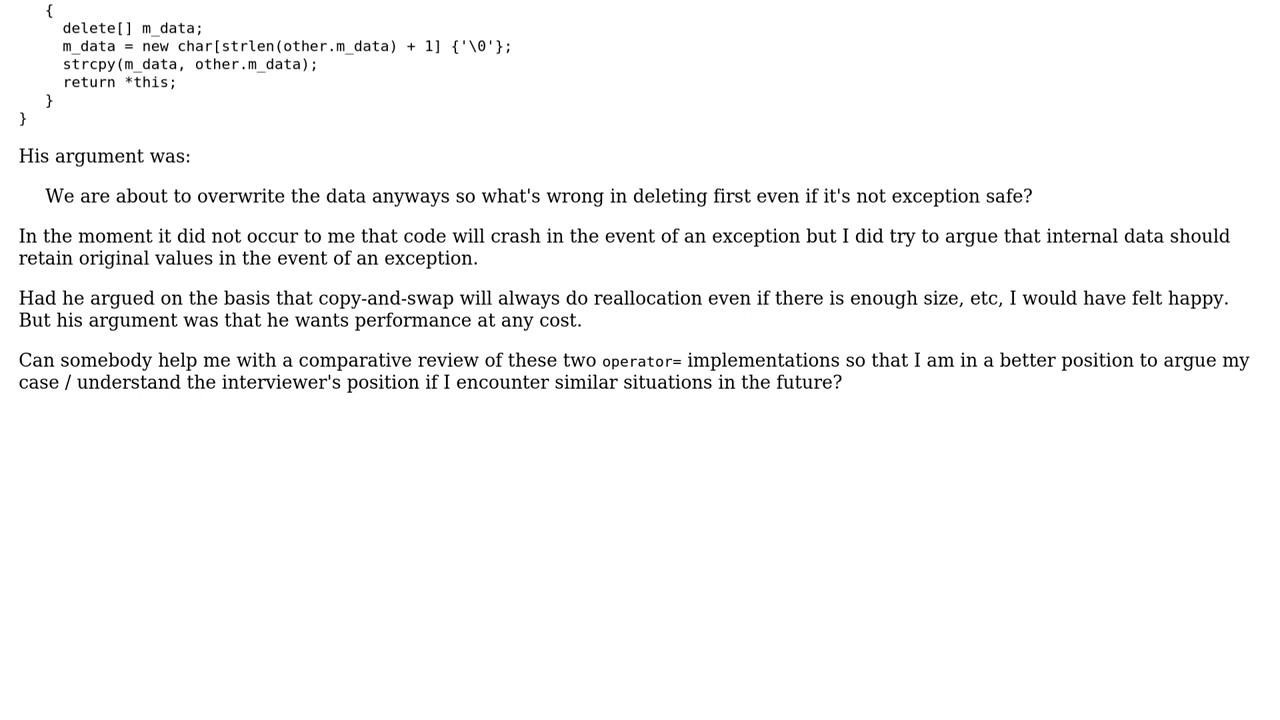 {
delete[] m_data;
m_data = new char[strlen(other.m_data) + 1] {'\0'};
strcpy(m_data, other.m_data);
return *this;
}
}
His argument was:
We are about to overwrite the data anyways so what's wrong in deleting first even if it's not exception safe?
In the moment it did not occur to me that code will crash in the event of an exception but I did try to argue that internal data should
retain original values in the event of an exception.
Had he argued on the basis that copy-and-swap will always do reallocation even if there is enough size, etc, I would have felt happy.
But his argument was that he wants performance at any cost.
Can somebody help me with a comparative review of these two operator= implementations so that I am in a better position to argue my
case / understand the interviewer's position if I encounter similar situations in the future?